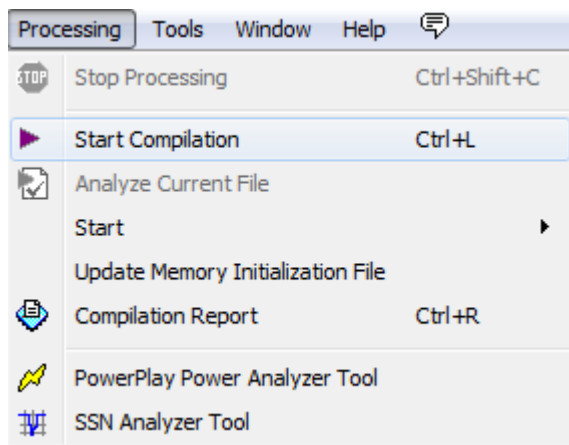 Processing Tools Window Help
STOP Stop Processing Ctrl+Shift+C
Start Compilation Ctrl+L
Analyze Current File
Start
Update Memory Initialization File
Compilation Report Ctrl+R
PowerPlay Power Analyzer Tool
SSN Analyzer Tool